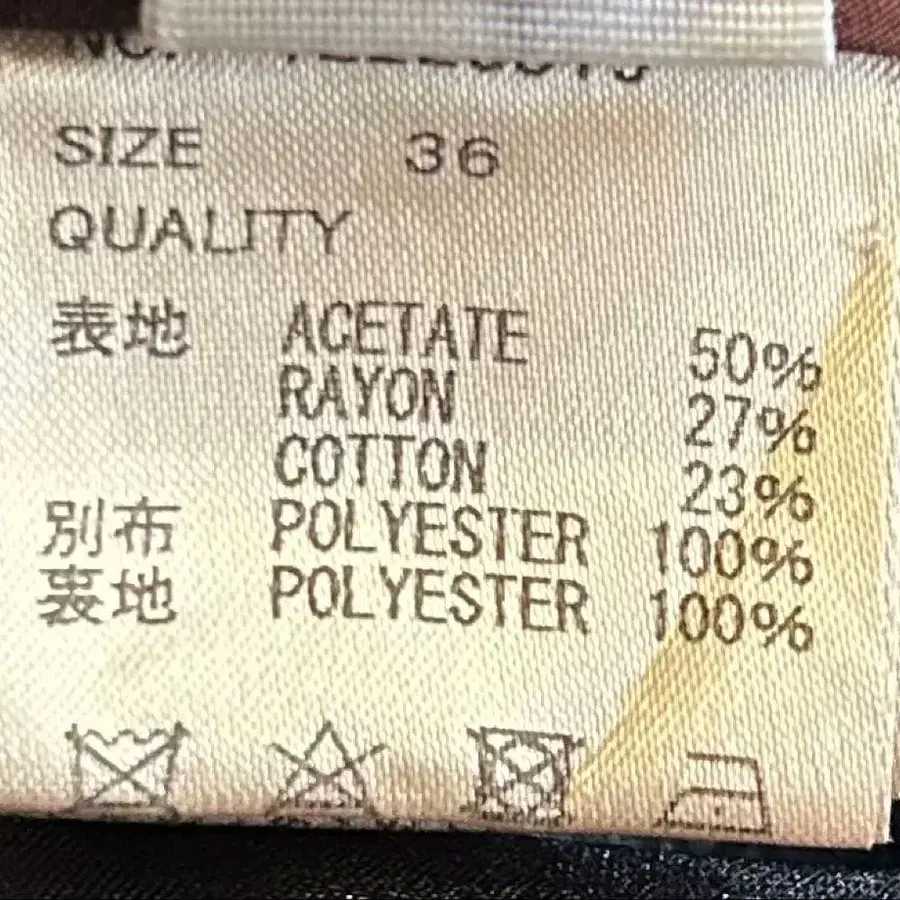 SIZE 36
QUALITY
表地 ACETATE 50%
RAYON 27%
COTTON 23%
別布 POLYESTER 100%
裏地 POLYESTER 100%